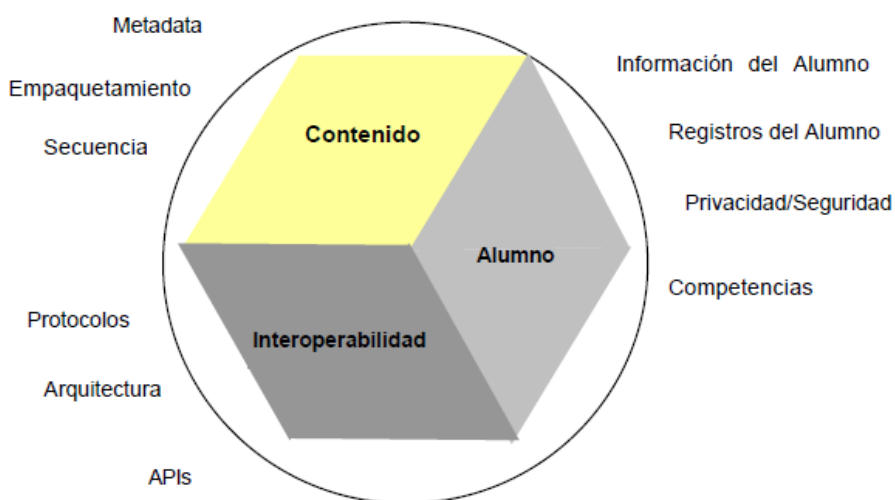 Metadata
Empaquetamiento
Secuencia
Contenido
Información del Alumno
Registros del Alumno
Privacidad/Seguridad
Alumno
Competencias
Protocolos
Interoperabilidad
Arquitectura
APIs